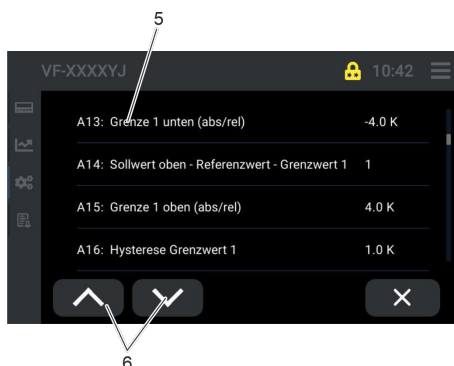 5
VF-XXXXYJ 10:42
A13: Grenze 1 unten (abs/rel) -4.0 K
A14: Sollwert oben - Referenzwert - Grenzwert 1 1
A15: Grenze 1 oben (abs/rel) 4.0 K
A16: Hysterese Grenzwert 1 1.0 K
6